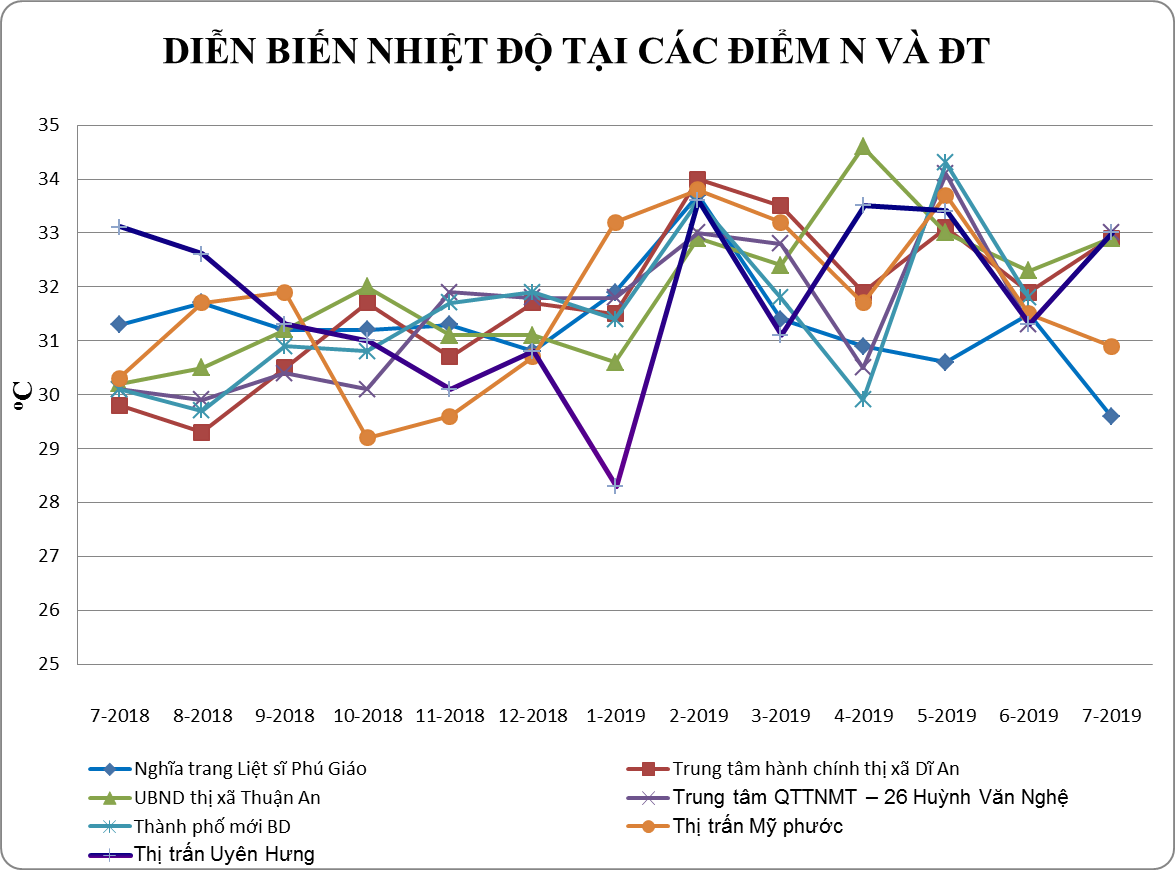 DIỄN BIẾN NHIỆT ĐỘ TẠI CÁC ĐIỂM N VÀ ĐT
35
34
33
32
31
30
29
28
27
26
25
ºC
7-2018 8-2018 9-2018 10-2018 11-2018 12-2018 1-2019 2-2019 3-2019 4-2019 5-2019 6-2019 7-2019
Nghĩa trang Liệt sĩ Phú Giáo Trung tâm hành chính thị xã Dĩ An
UBND thị xã Thuận An Trung tâm QTTNMT – 26 Huỳnh Văn Nghệ
Thành phố mới BD Thị trấn Mỹ phước
Thị trấn Uyên Hưng